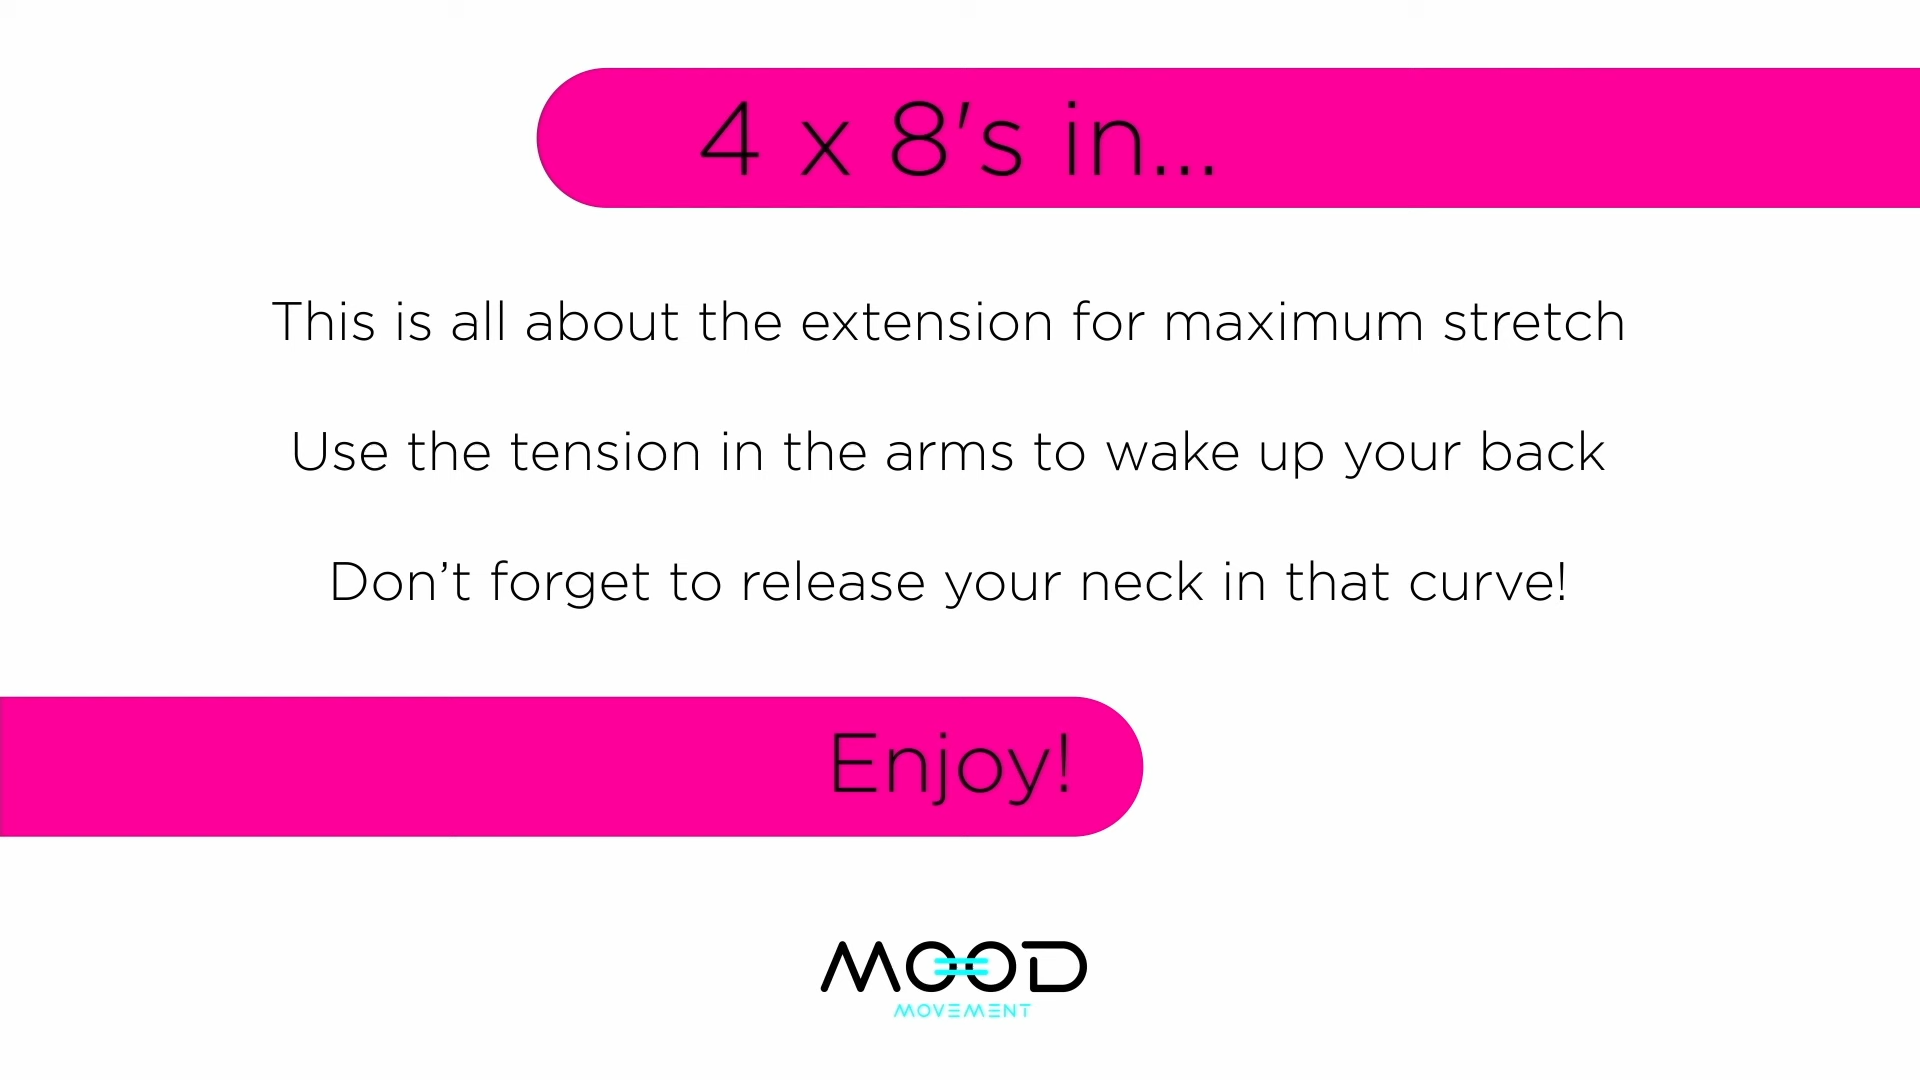 4 x 8's in...
This is all about the extension for maximum stretch
Use the tension in the arms to wake up your back
Don’t forget to release your neck in that curve!
Enjoy!
MOOD
MOVEMENT